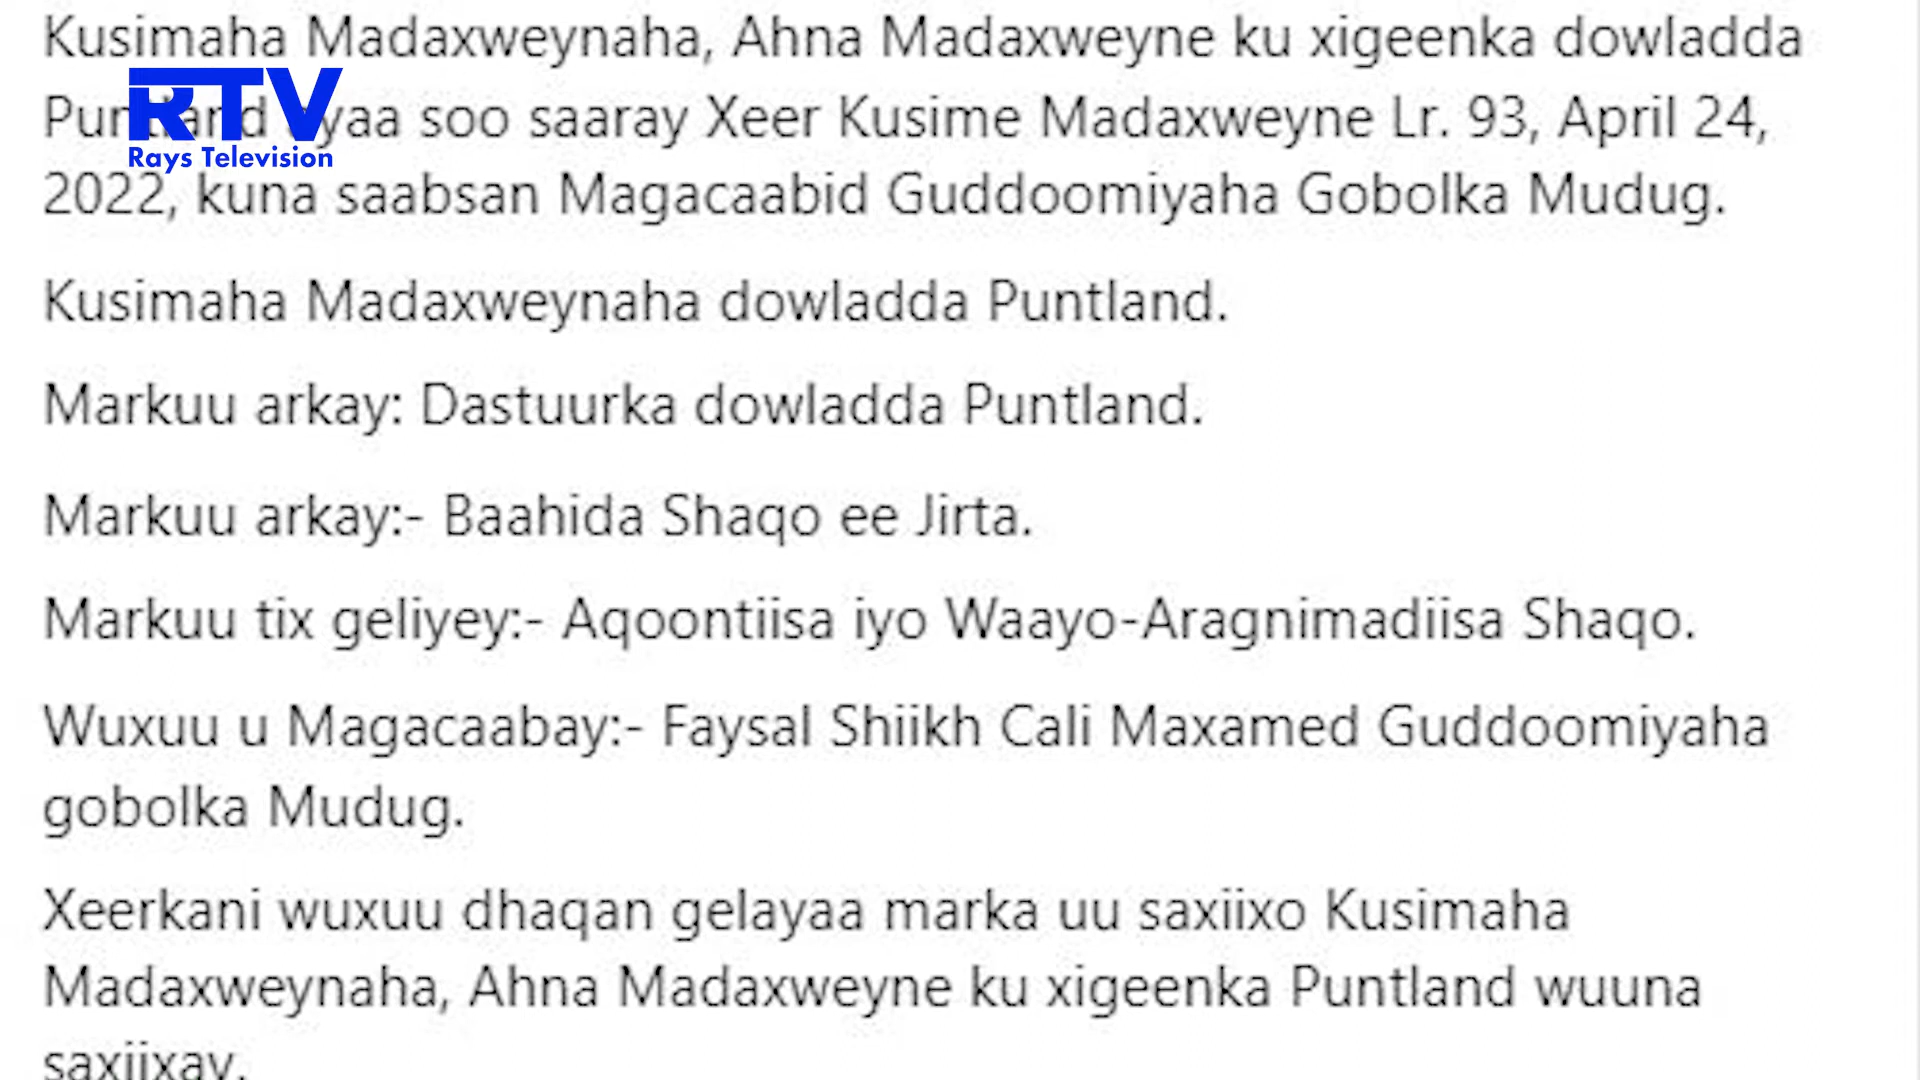 Kusimaha Madaxweynaha, Ahna Madaxweyne ku xigeenka dowladda
Puntland ayaa soo saaray Xeer Kusime Madaxweyne Lr. 93, April 24,
RTV
Rays Television
2022, kuna saabsan Magacaabid Guddoomiyaha Gobolka Mudug.
Kusimaha Madaxweynaha dowladda Puntland.
Markuu arkay: Dastuurka dowladda Puntland.
Markuu arkay:- Baahida Shaqo ee Jirta.
Markuu tix geliyey:- Aqoontiisa iyo Waayo-Aragnimadiisa Shaqo.
Wuxuu u Magacaabay:- Faysal Shiikh Cali Maxamed Guddoomiyaha
gobolka Mudug.
Xeerkani wuxuu dhaqan gelayaa marka uu saxiixo Kusimaha
Madaxweynaha, Ahna Madaxweyne ku xigeenka Puntland wuuna
saxiixay.